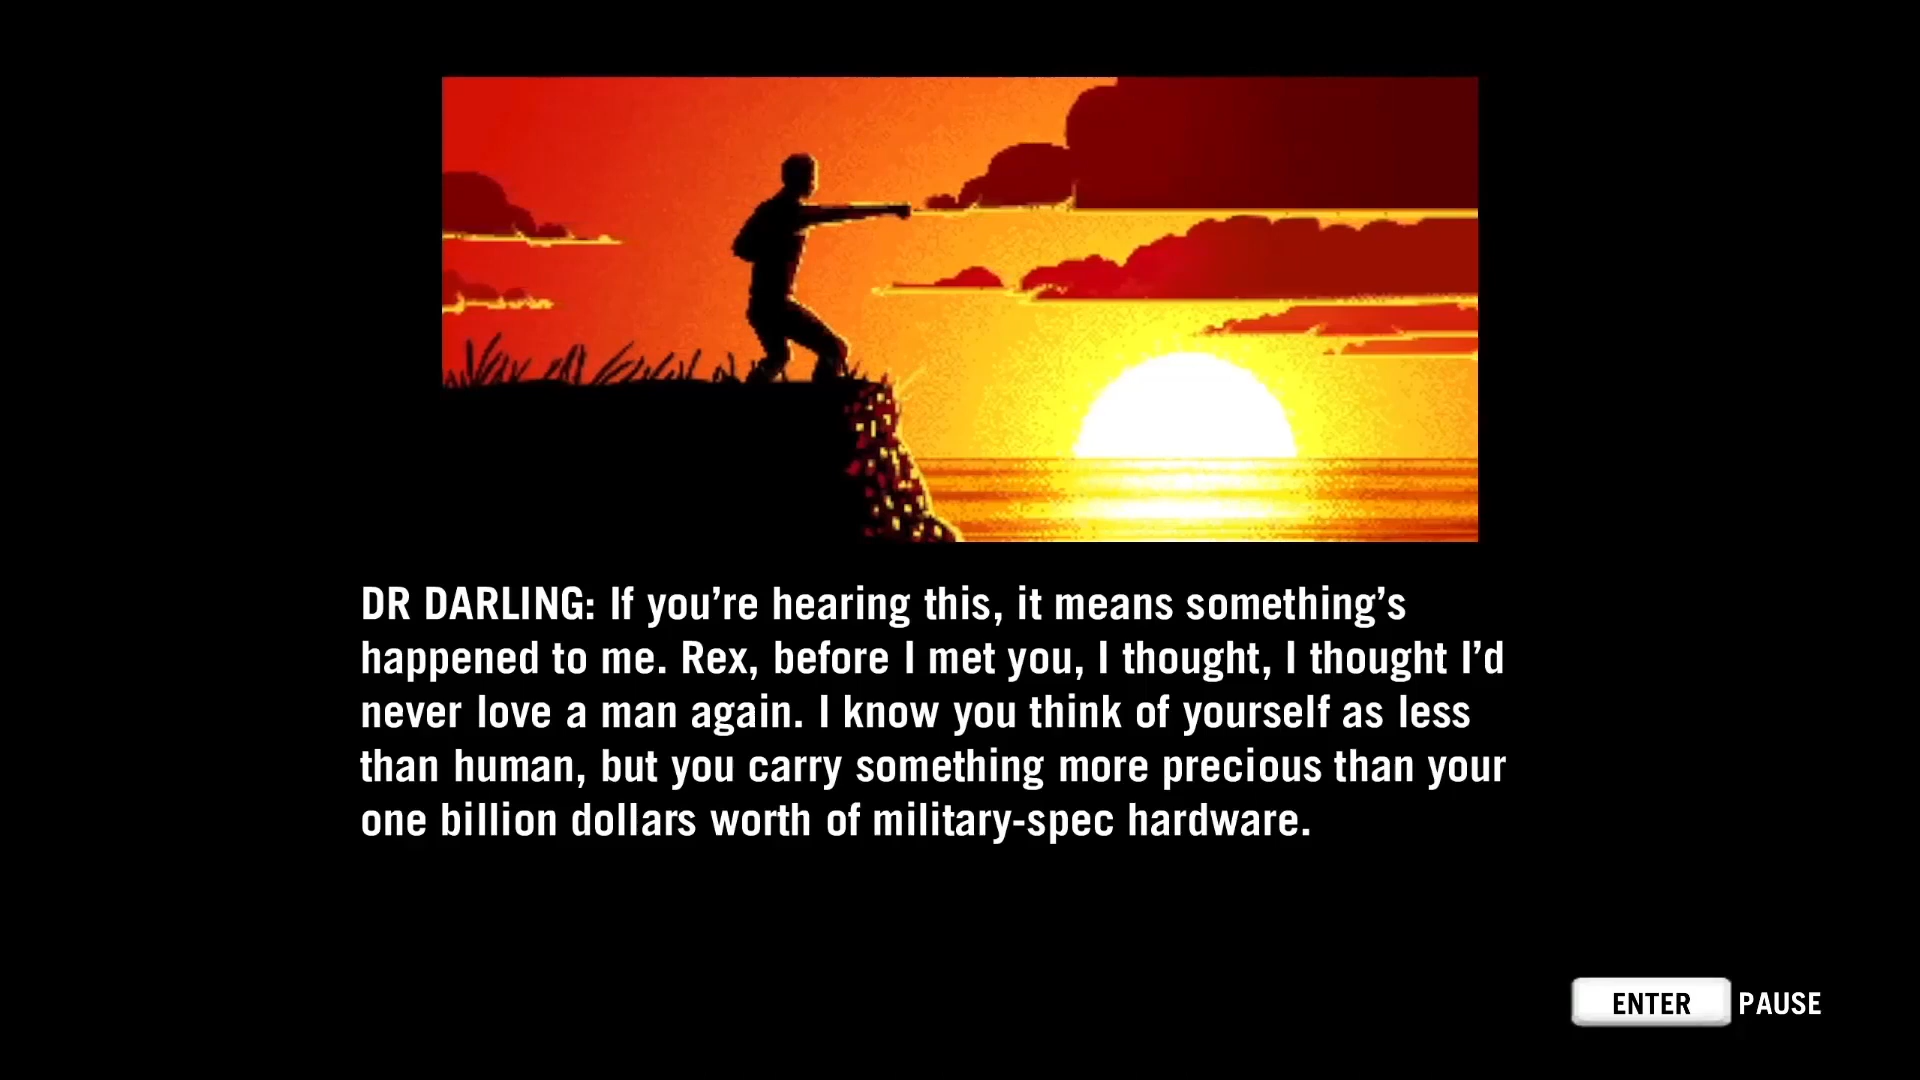 DR DARLING: If you’re hearing this, it means something’s
happened to me. Rex, before I met you, I thought, I thought I’d
never love a man again. I know you think of yourself as less
than human, but you carry something more precious than your
one billion dollars worth of military-spec hardware.
ENTER PAUSE